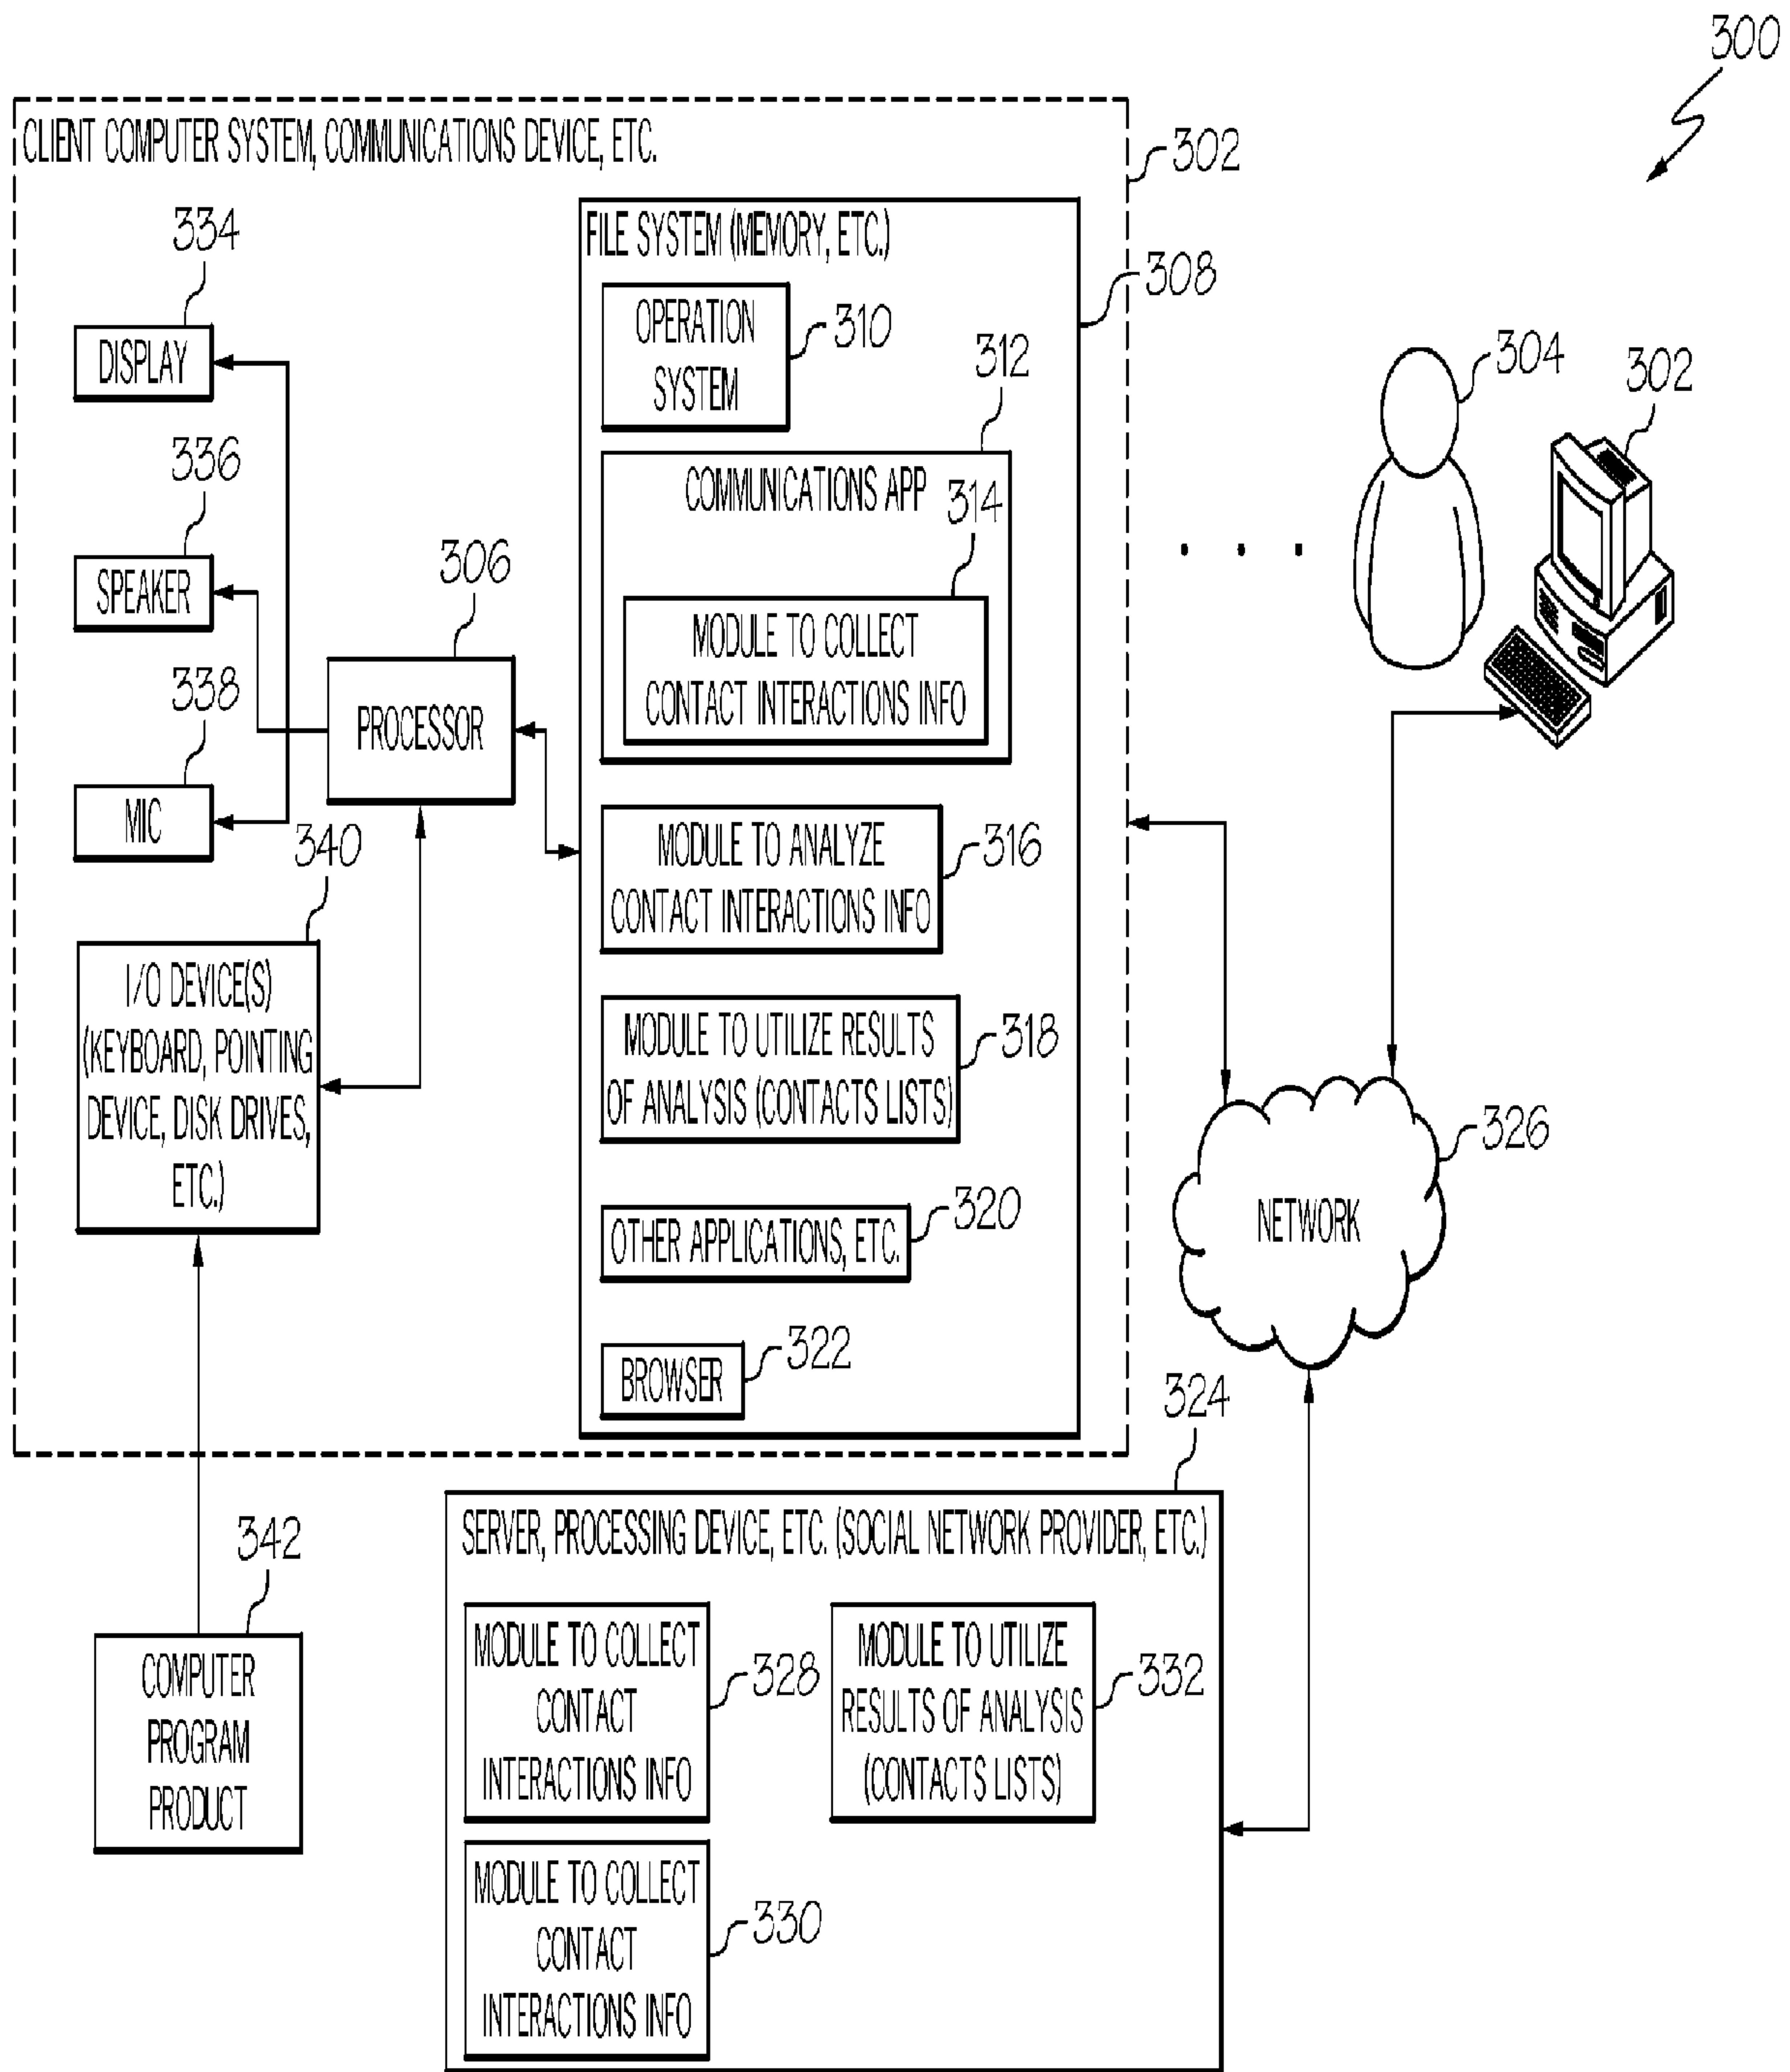 300
CLIENT COMPUTER SYSTEM, COMMUNICATIONS DEVICE, ETC.
302
334
DISPLAY
336
SPEAKER
338
MIC
306
PROCESSOR
340
I/O DEVICE(S)
(KEYBOARD, POINTING
DEVICE, DISK DRIVES,
ETC.)
FILE SYSTEM (MEMORY, ETC.)
308
OPERATION
SYSTEM
310
312
COMMUNICATIONS APP
314
MODULE TO COLLECT
CONTACT INTERACTIONS INFO
MODULE TO ANALYZE
CONTACT INTERACTIONS INFO
316
MODULE TO UTILIZE RESULTS
OF ANALYSIS (CONTACTS LISTS)
318
OTHER APPLICATIONS, ETC.
320
BROWSER
322
304
302
NETWORK
326
324
SERVER, PROCESSING DEVICE, ETC. (SOCIAL NETWORK PROVIDER, ETC.)
MODULE TO COLLECT
CONTACT
INTERACTIONS INFO
328
MODULE TO UTILIZE
RESULTS OF ANALYSIS
(CONTACTS LISTS)
332
MODULE TO COLLECT
CONTACT
INTERACTIONS INFO
330
342
COMPUTER
PROGRAM
PRODUCT